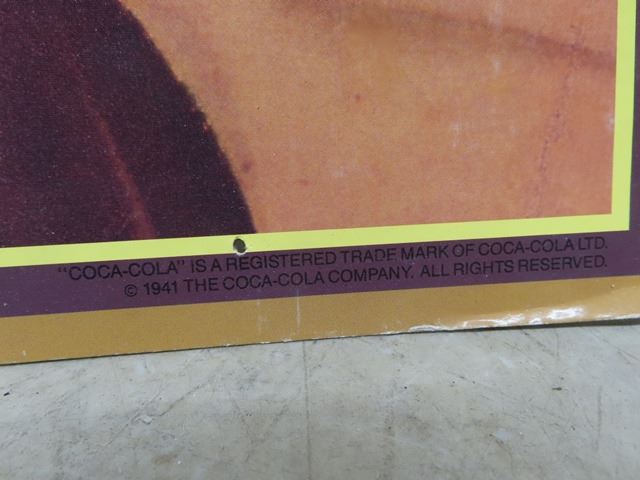 "COCA-COLA" IS A REGISTERED TRADE MARK OF COCA-COLA LTD.
© 1941 THE COCA-COLA COMPANY. ALL RIGHTS RESERVED.